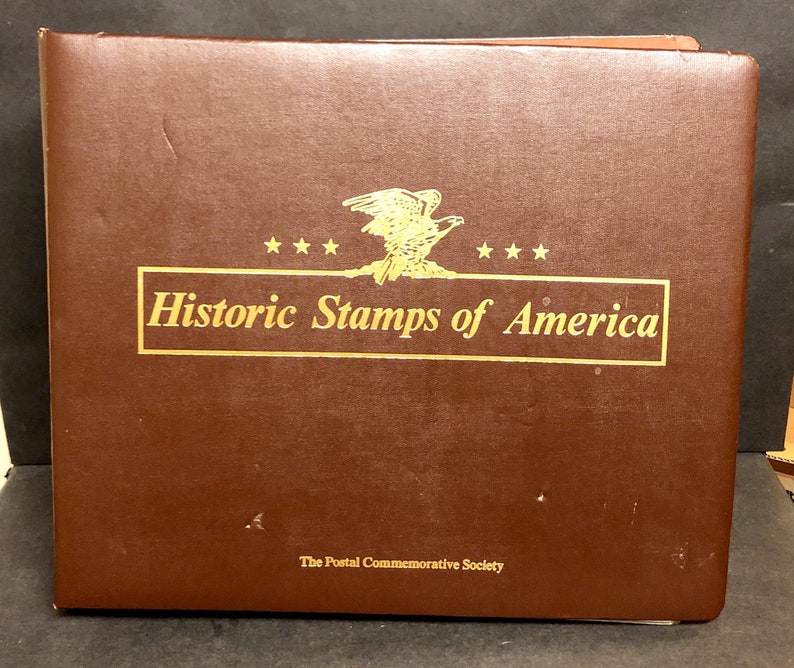 Historic Stamps of America
The Postal Commemorative Society